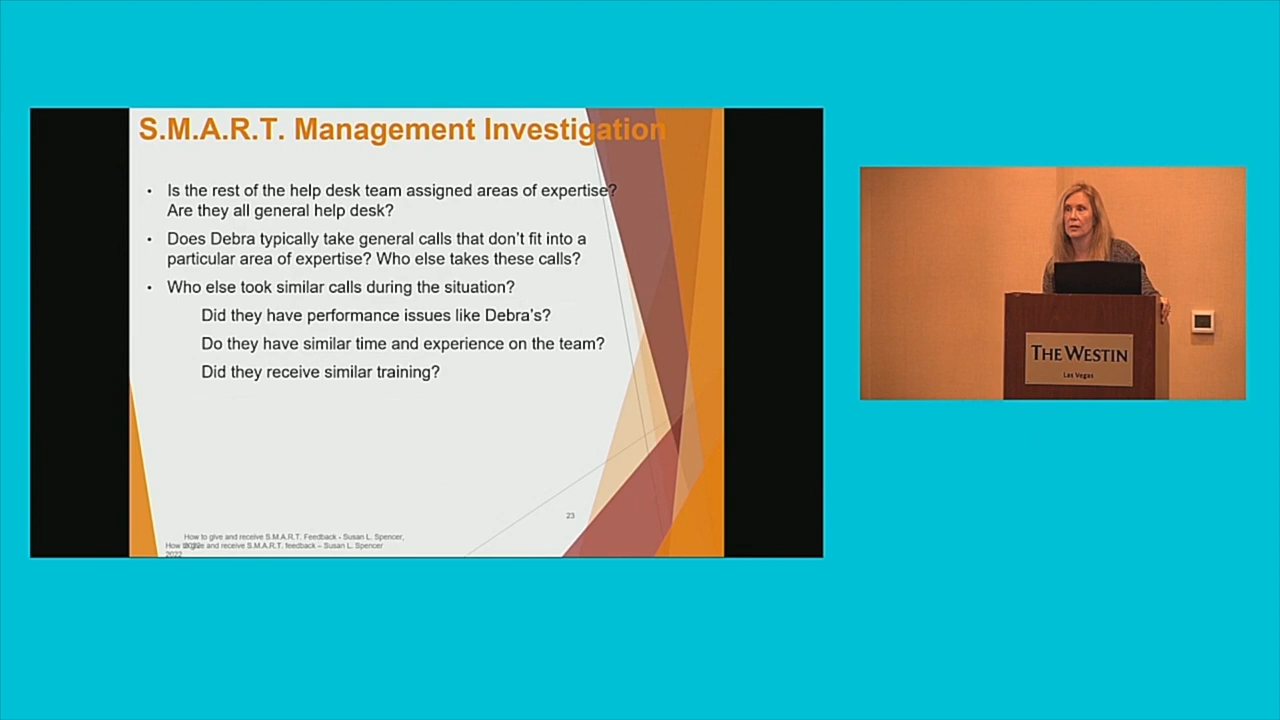 S.M.A.R.T. Management Investigation
• Is the rest of the help desk team assigned areas of expertise?
Are they all general help desk?
• Does Debra typically take general calls that don't fit into a
particular area of expertise? Who else takes these calls?
• Who else took similar calls during the situation?
Did they have performance issues like Debra's?
Do they have similar time and experience on the team?
Did they receive similar training?
23
How to give and receive S.M.A.R.T. Feedback - Susan L. Spencer,
How to give and receive S.M.A.R.T. feedback – Susan L. Spencer
2022
THE WESTIN
Las Vegas